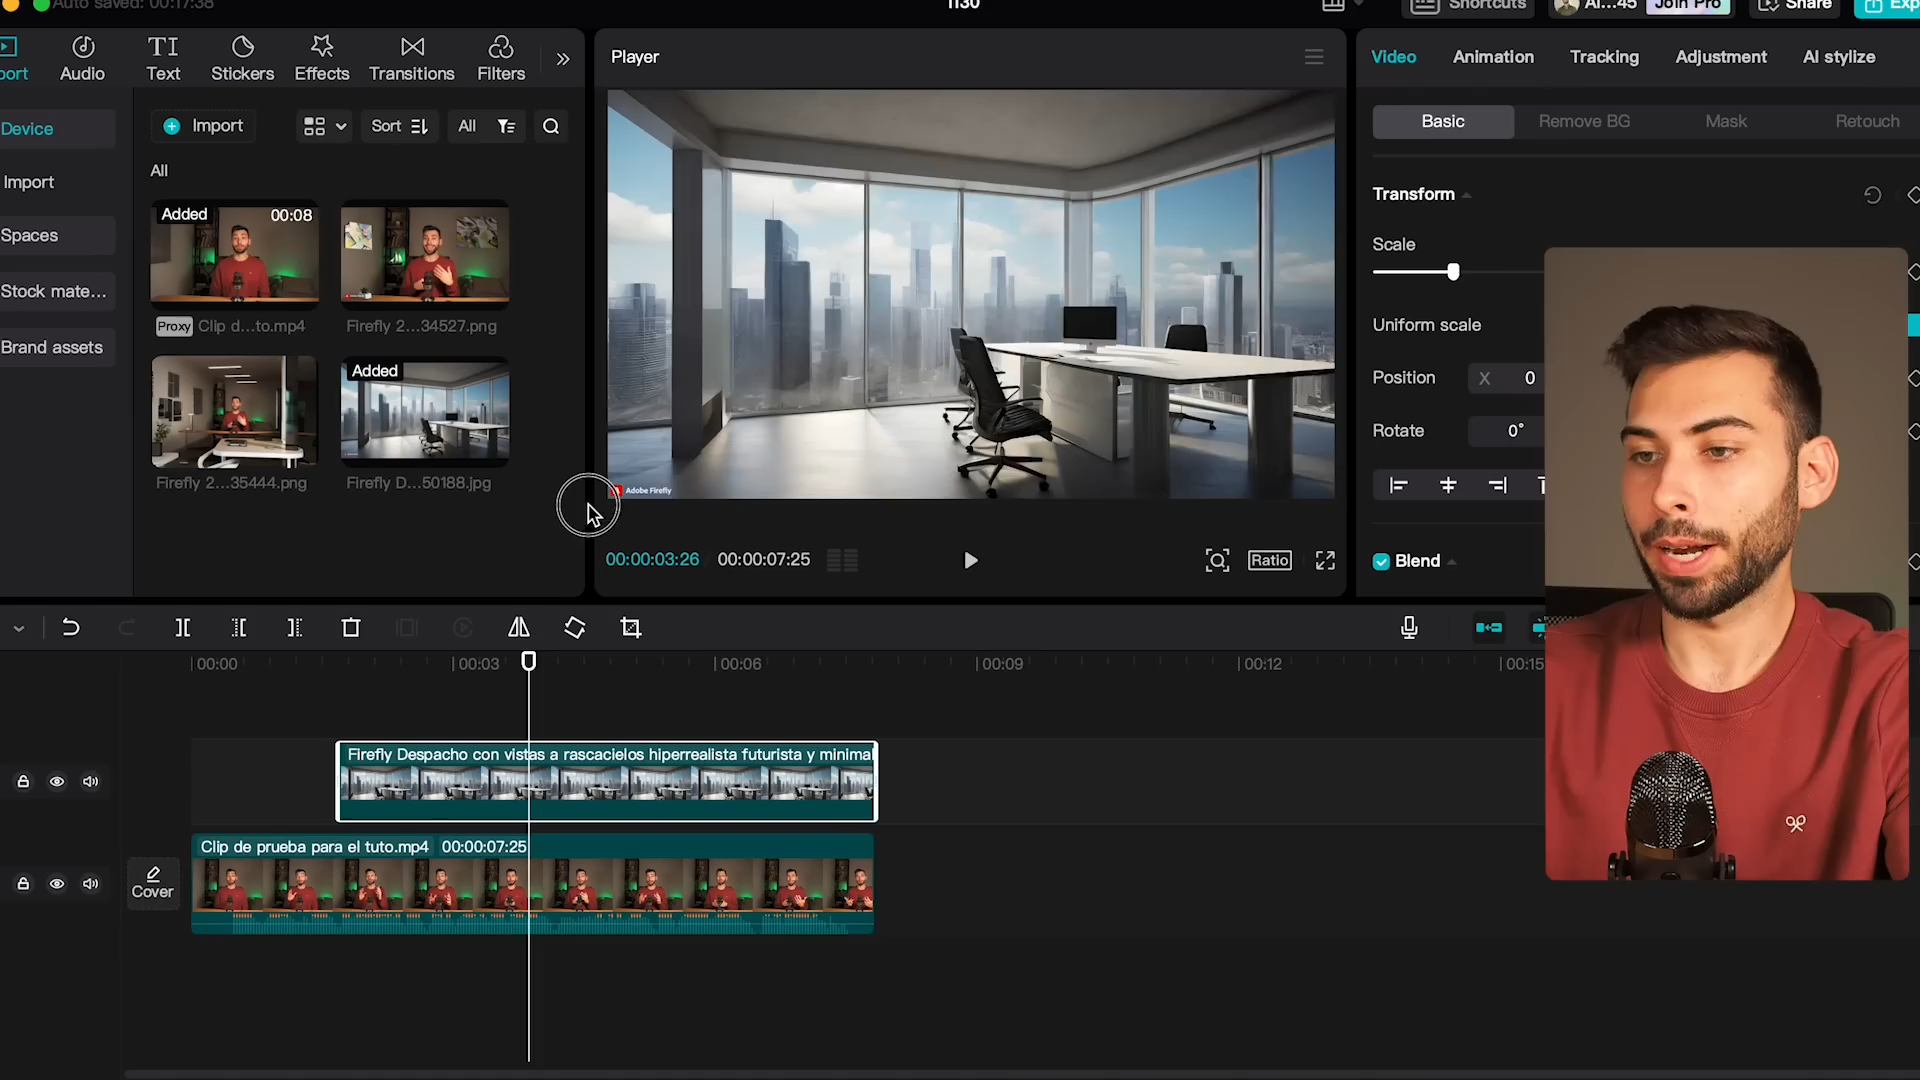 Auto saved: 00:17:38
1130
Shortcuts
Al...45
Join Pro
Share
Audio
Text
Stickers
Effects
Transitions
Filters
Player
Video
Animation
Tracking
Adjustment
AI stylize
Device
Import
Sort
All
Basic
Remove BG
Mask
Retouch
Import
All
Transform
Spaces
Added
00:08
Scale
Stock mate...
Proxy
Clip d...to.mp4
Firefly 2...34527.png
Uniform scale
Brand assets
Added
Position
X
0
Rotate
0°
Firefly 2...35444.png
Firefly D...50188.jpg
Adobe Firefly
00:00:03:26
00:00:07:25
Ratio
Blend
00:00
00:03
00:06
00:09
00:12
00:15
Firefly Despacho con vistas a rascacielos hiperrealista futurista y minimal
Clip de prueba para el tuto.mp4
00:00:07:25
Cover